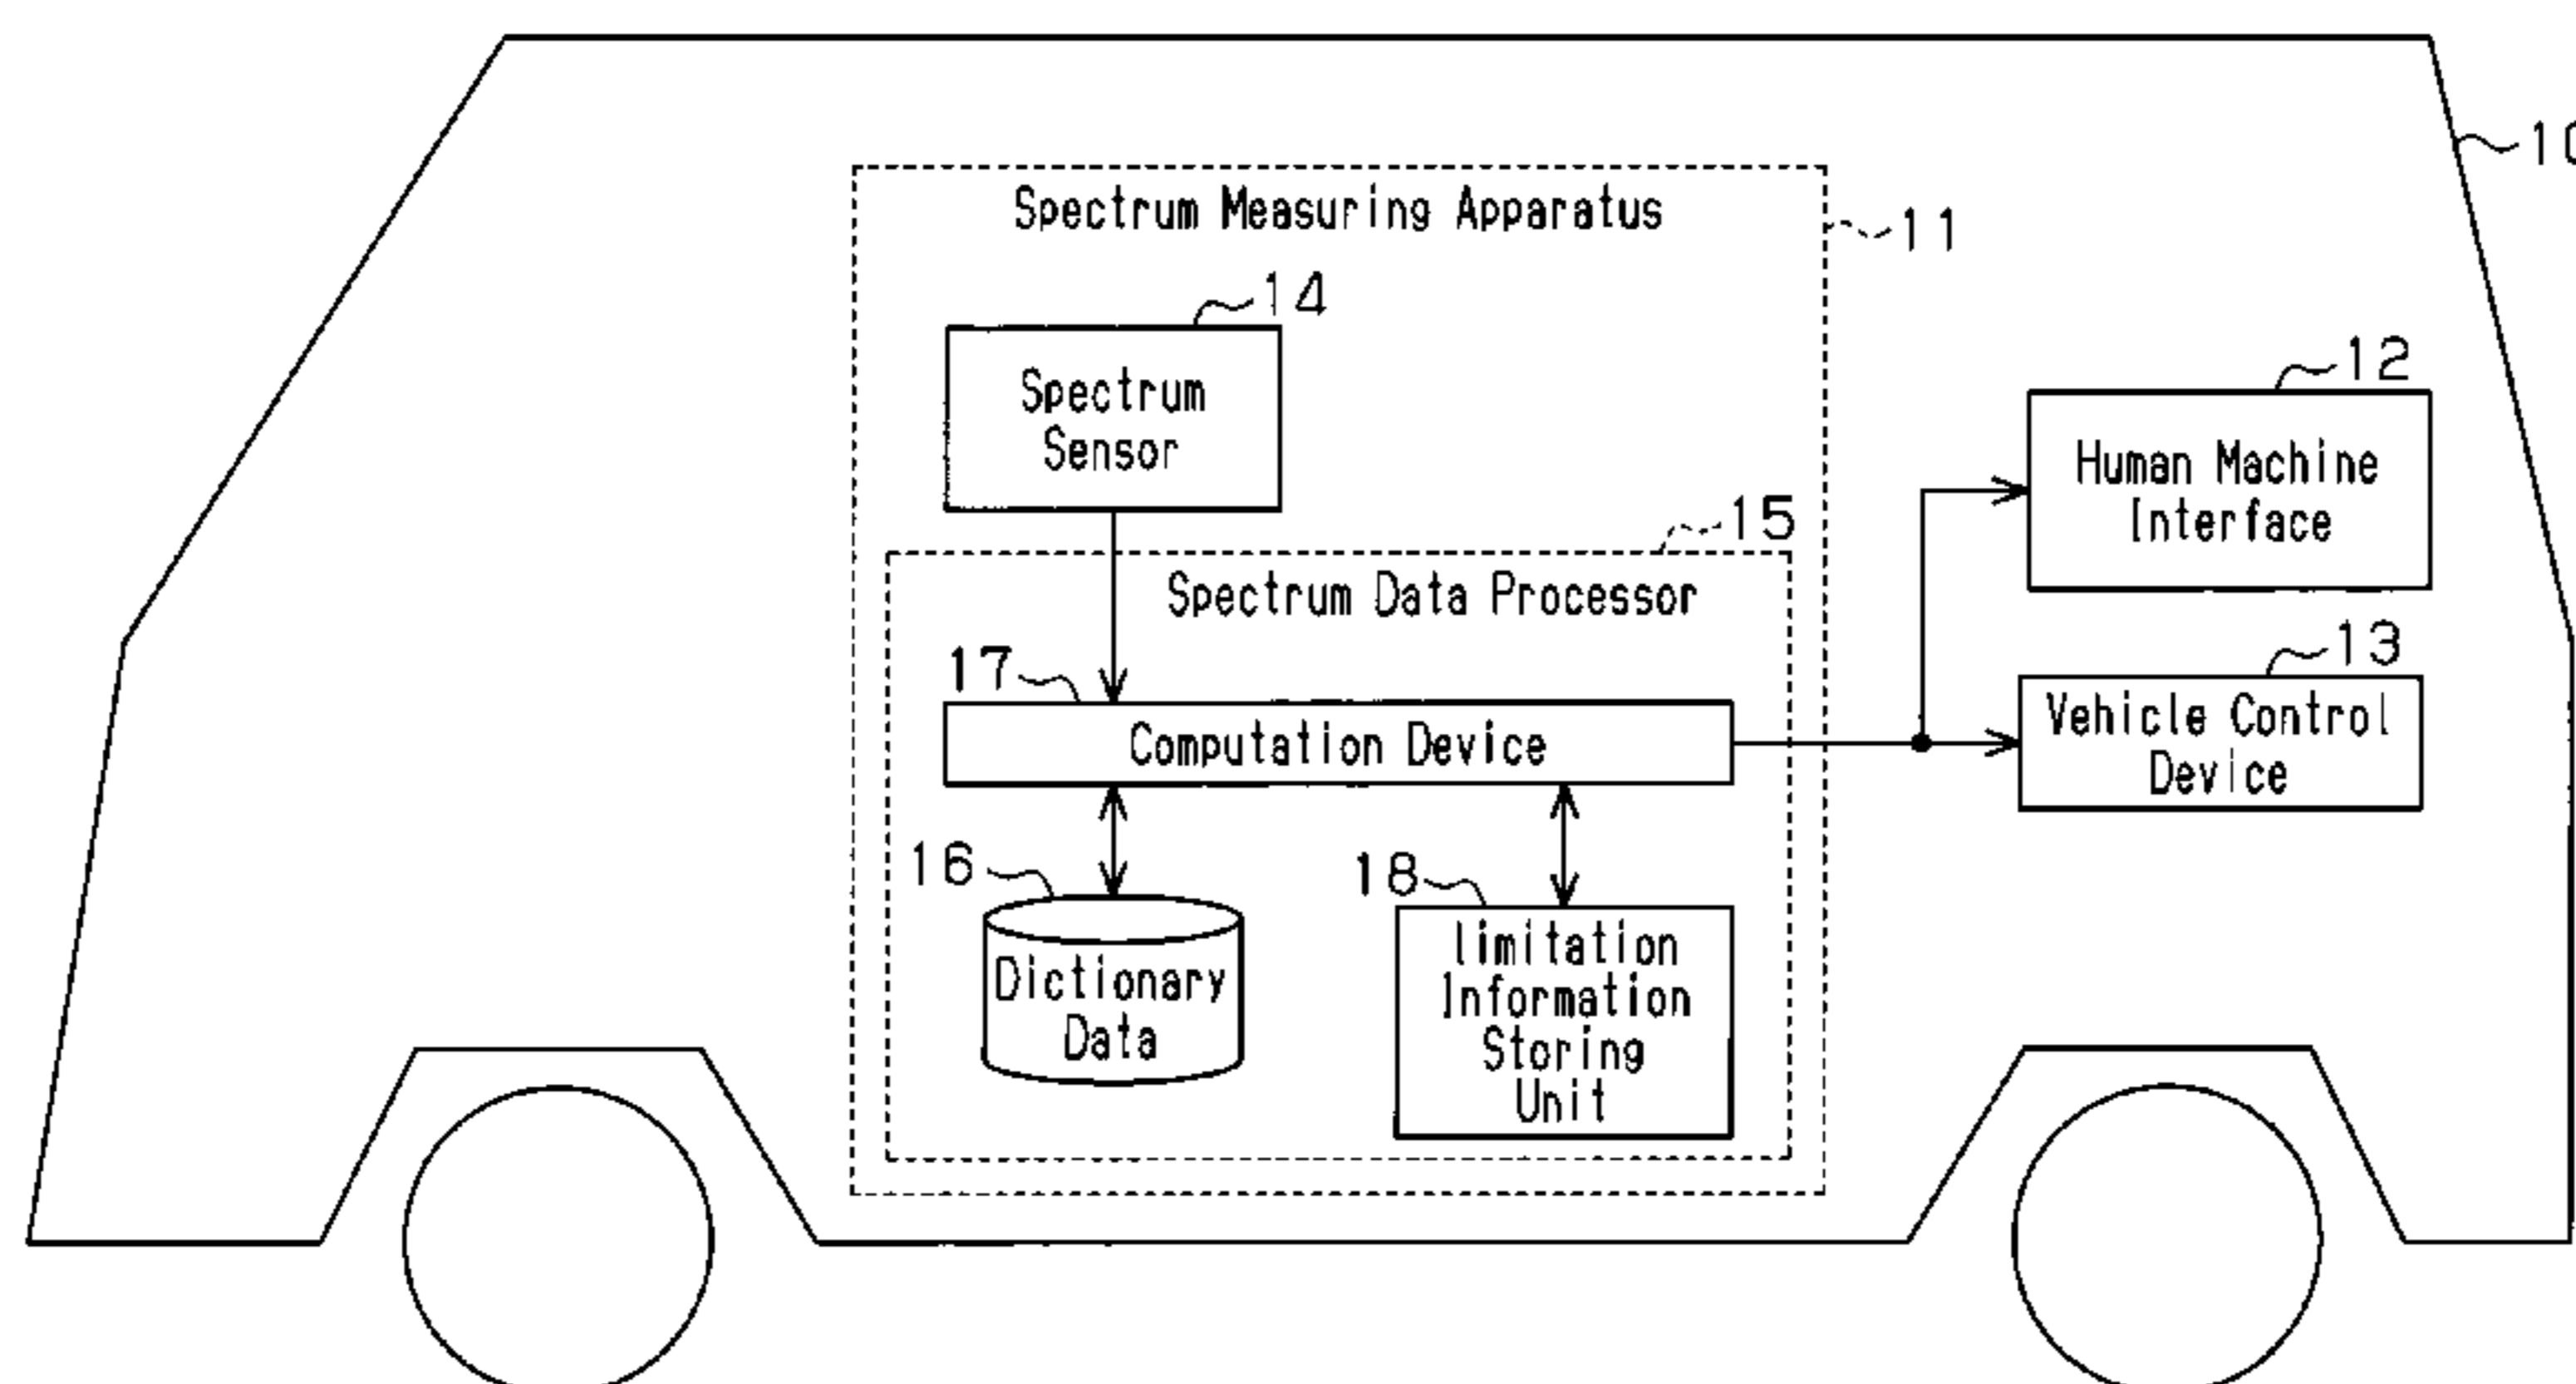 10
Spectrum Measuring Apparatus
11
14
Spectrum
Sensor
12
Human Machine
Interface
15
Spectrum Data Processor
13
Vehicle Control
Device
17
Computation Device
16
Dictionary
Data
18
limitation
Information
Storing
Unit